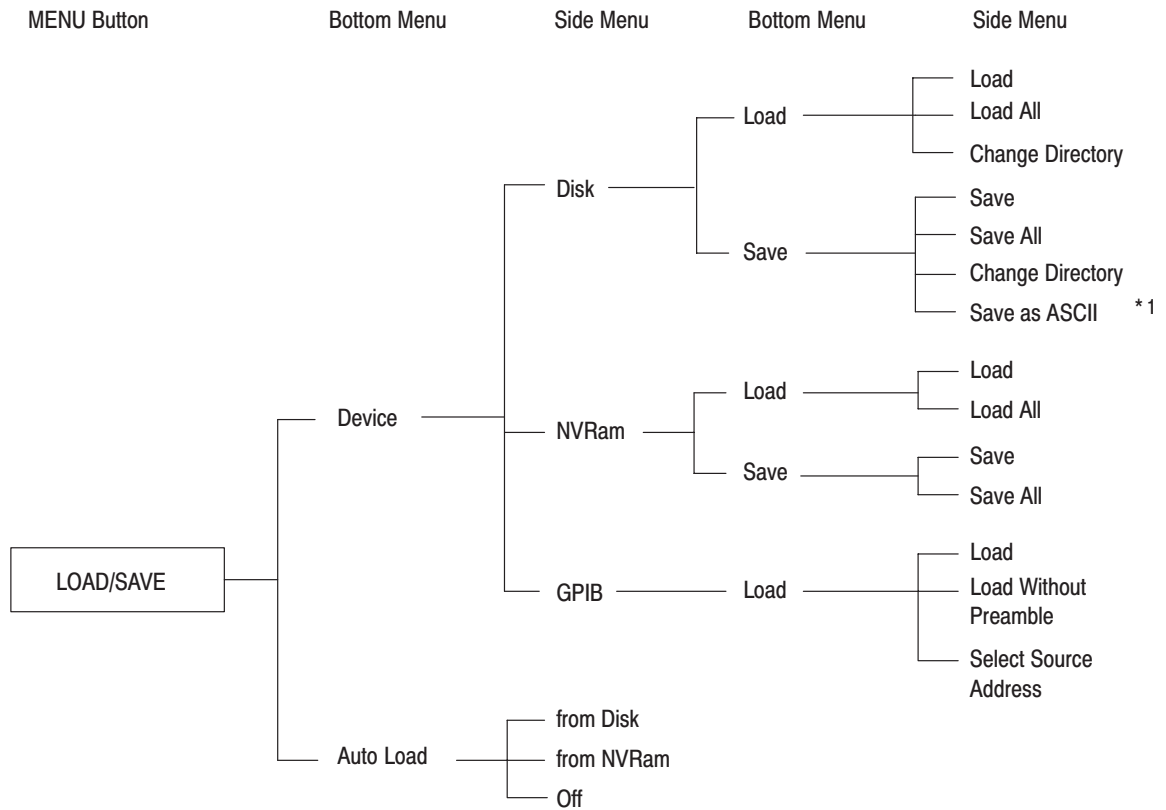 MENU Button Bottom Menu Side Menu Bottom Menu Side Menu
Load
Load Load All
Change Directory
Disk
Save
Save All
Save Change Directory
Save as ASCII *1
Load
Load Load All
Device NVRam
Save
Save Save All
LOAD/SAVE
Load
GPIB Load Load Without
Preamble
Select Source
Address
from Disk
Auto Load from NVRam
Off